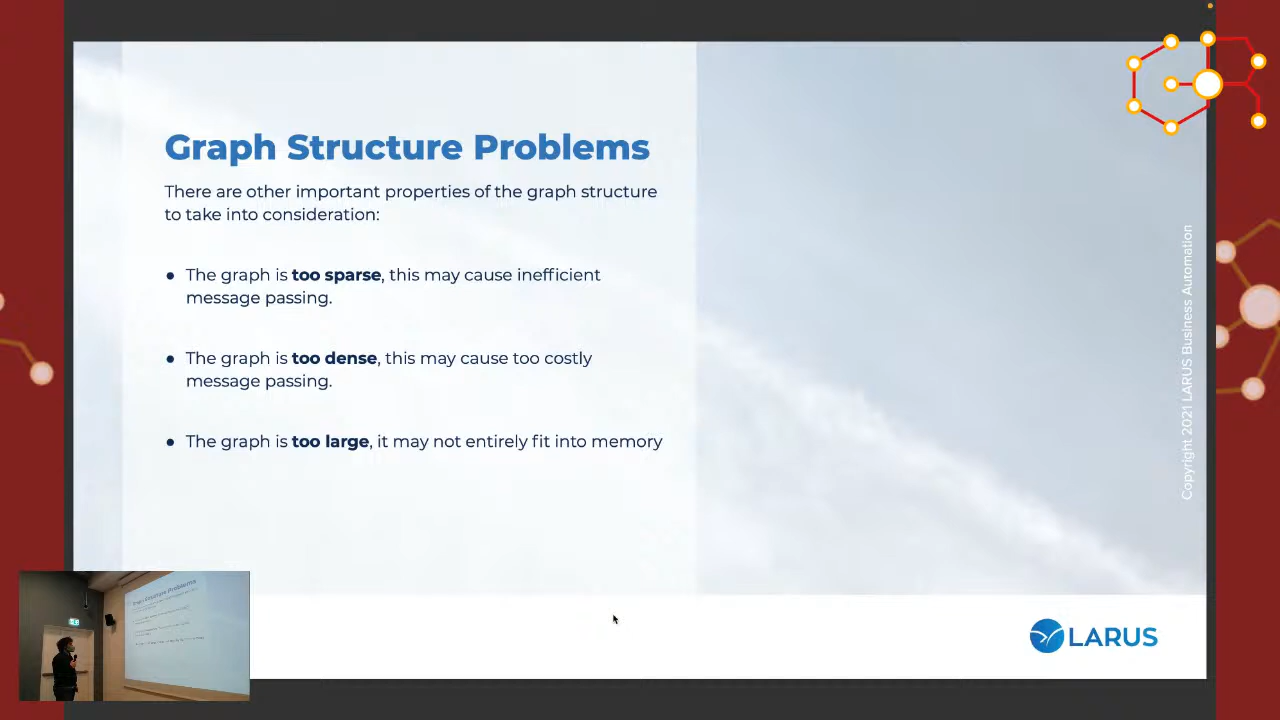 Graph Structure Problems
There are other important properties of the graph structure
to take into consideration:
● The graph is too sparse, this may cause inefficient
message passing.
● The graph is too dense, this may cause too costly
message passing.
● The graph is too large, it may not entirely fit into memory
Copyright 2021 LARUS Business Automation
LARUS
Graph Structure Problems